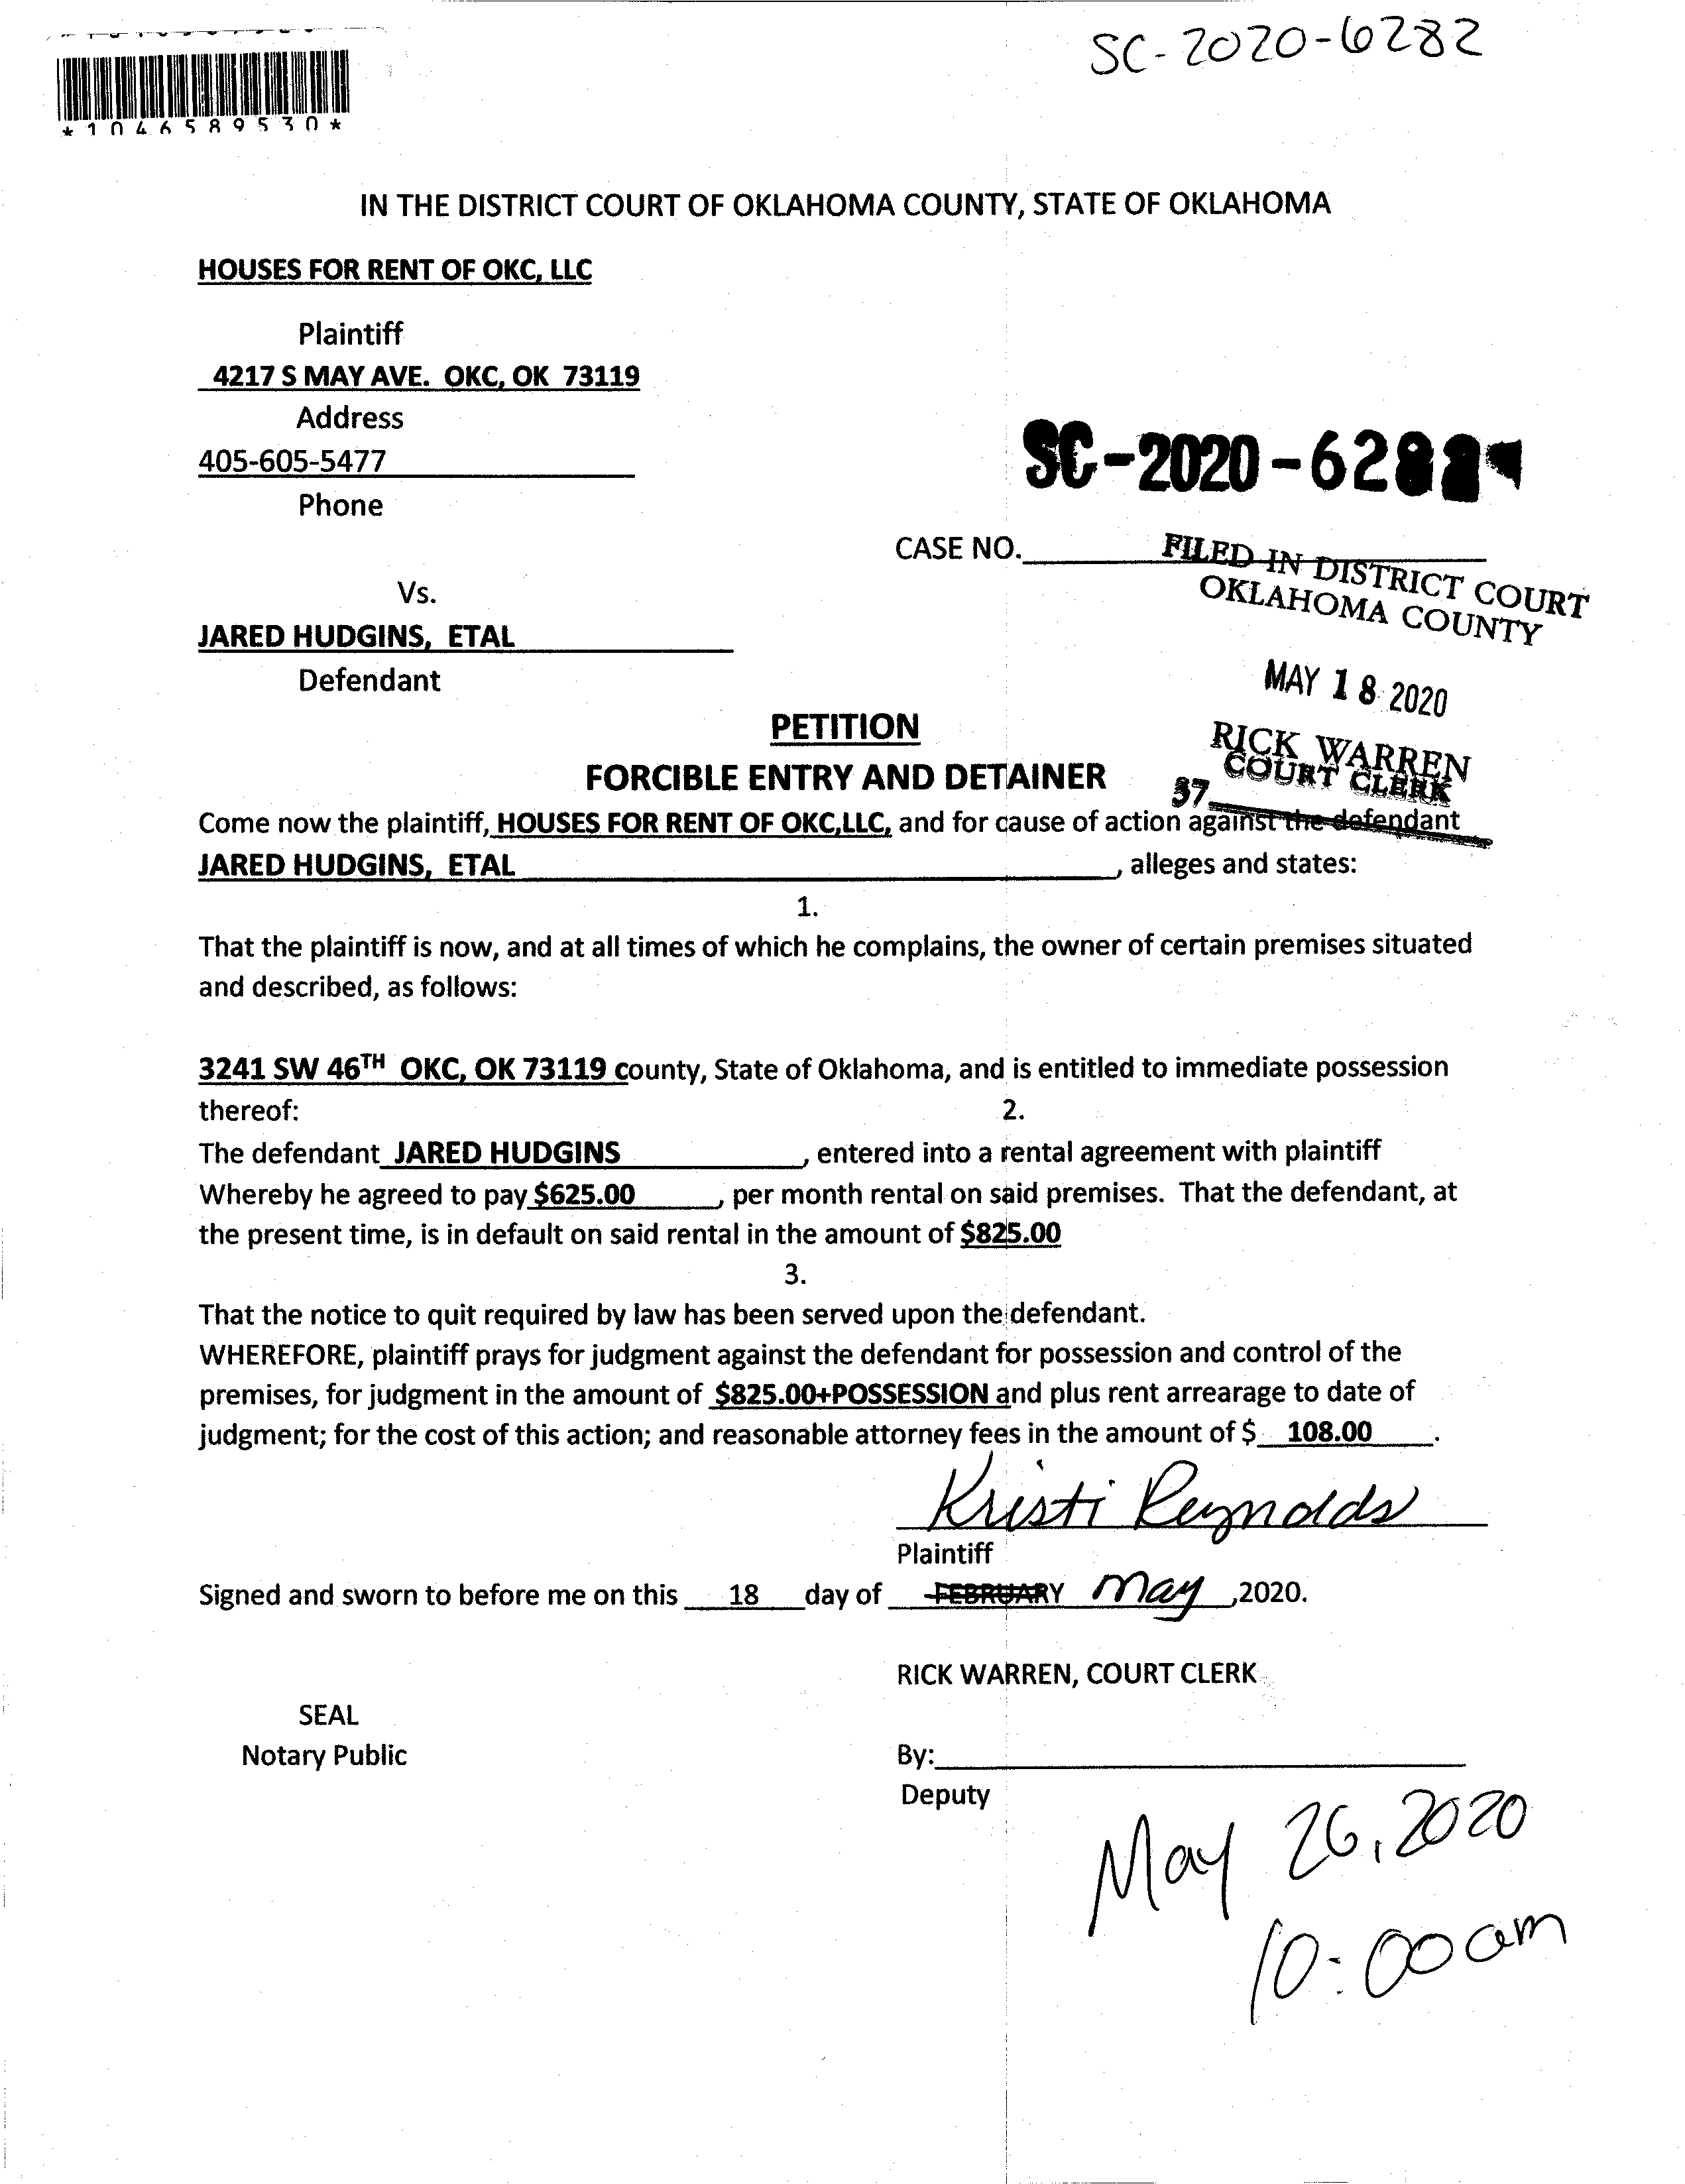 SC-2020-6282
*1046589530*
IN THE DISTRICT COURT OF OKLAHOMA COUNTY, STATE OF OKLAHOMA
HOUSES FOR RENT OF OKC, LLC
Plaintiff
4217 S MAY AVE. OKC, OK 73119
Address
405-605-5477
Phone
SC-2020-628
CASE NO.
FILED IN DISTRICT COURT
OKLAHOMA COUNTY
Vs.
JARED HUDGINS, ETAL
Defendant
MAY 18 2020
PETITION
RICK WARREN
COURT CLERK
FORCIBLE ENTRY AND DETAINER
37
Come now the plaintiff, HOUSES FOR RENT OF OKC,LLC, and for cause of action against the defendant
JARED HUDGINS, ETAL , alleges and states:
1.
That the plaintiff is now, and at all times of which he complains, the owner of certain premises situated
and described, as follows:
3241 SW 46TH OKC, OK 73119 county, State of Oklahoma, and is entitled to immediate possession
thereof:
2.
The defendant JARED HUDGINS , entered into a rental agreement with plaintiff
Whereby he agreed to pay $625.00 , per month rental on said premises. That the defendant, at
the present time, is in default on said rental in the amount of $825.00
3.
That the notice to quit required by law has been served upon the defendant.
WHEREFORE, plaintiff prays for judgment against the defendant for possession and control of the
premises, for judgment in the amount of $825.00+POSSESSION and plus rent arrearage to date of
judgment; for the cost of this action; and reasonable attorney fees in the amount of $ 108.00 .
Kristi Reynolds
Plaintiff
Signed and sworn to before me on this 18 day of FEBRUARY May ,2020.
RICK WARREN, COURT CLERK
SEAL
Notary Public
By:
Deputy
May 26, 2020
10:00 am